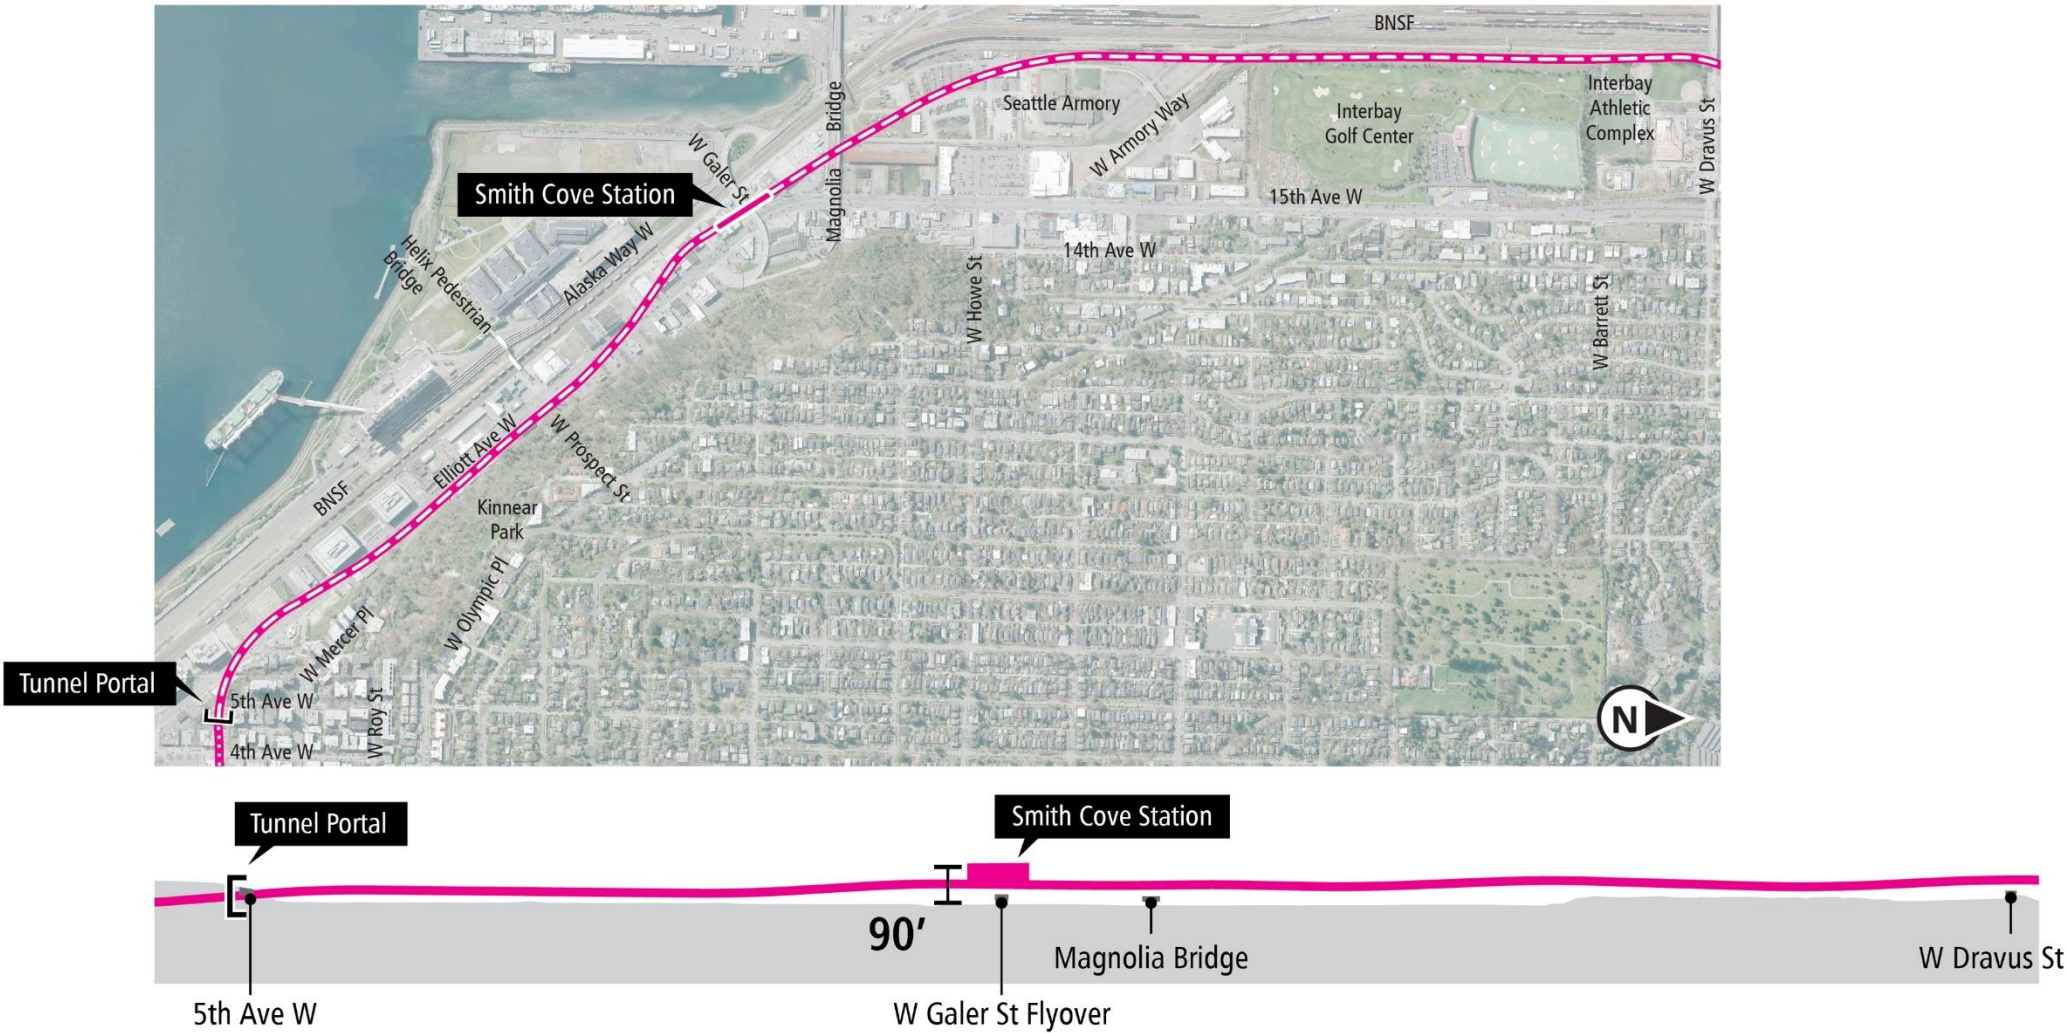 BNSF
Interbay
Athletic
Complex
Seattle Armory
Interbay
Golf Center
Magnolia Bridge
W Armory Way
W Dravus St
W Galer St
Smith Cove Station
15th Ave W
14th Ave W
Helix Pedestrian
Bridge
Alaska Way W
W Howe St
W Barrett St
Elliott Ave W
W Prospect St
BNSF
Kinnear
Park
W Olympic Pl
W Mercer Pl
Tunnel Portal
5th Ave W
W Roy St
4th Ave W
N
Tunnel Portal
Smith Cove Station
90'
Magnolia Bridge
W Dravus St
5th Ave W
W Galer St Flyover